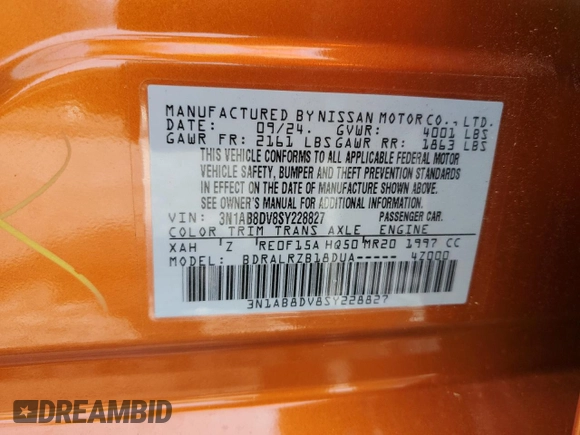 MANUFACTURED BY NISSAN MOTOR CO., LTD.
DATE: 09/24. GVWR: 4001 LBS
GAWR FR: 2161 LBS GAWR RR: 1863 LBS
THIS VEHICLE CONFORMS TO ALL APPLICABLE FEDERAL MOTOR
VEHICLE SAFETY, BUMPER AND THEFT PREVENTION STANDARDS
IN EFFECT ON THE DATE OF MANUFACTURE SHOWN ABOVE.
SEE OWNER'S MANUAL FOR ADDITIONAL INFORMATION
VIN: 3N1AB8DV8SY228827 PASSENGER CAR.
COLOR TRIM TRANS AXLE ENGINE
XAH 'Z RE0F15A HQ50 MR20 1997 CC
MODEL: BDRALRZB18DUA----- 47000
3N1AB8DV8SY228827
DREAMBID